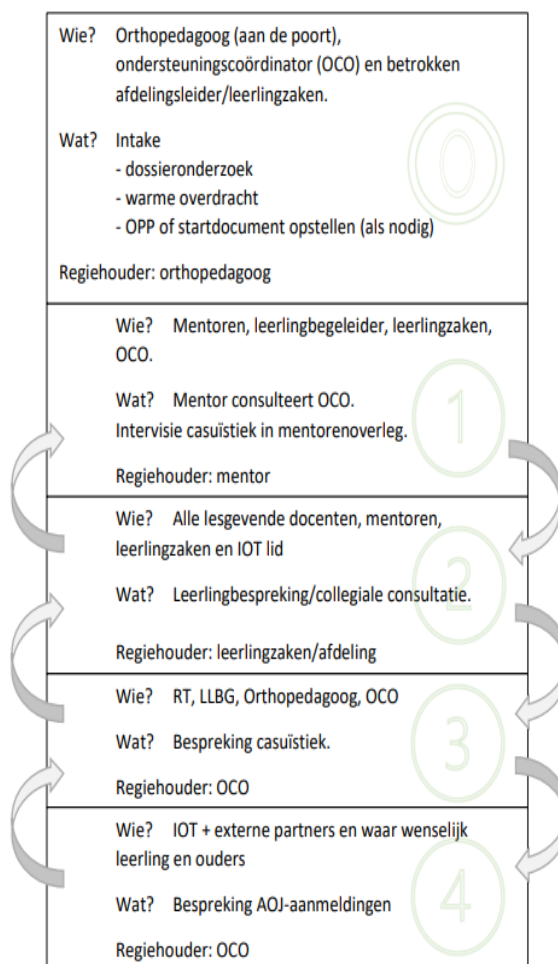 Wie? Orthopedagoog (aan de poort),
ondersteuningscoördinator (OCO) en betrokken
afdelingsleider/leerlingzaken.
Wat? Intake
- dossieronderzoek
- warme overdracht
- OPP of startdocument opstellen (als nodig)
Regiehouder: orthopedagoog
0
Wie? Mentoren, leerlingbegeleider, leerlingzaken,
OCO.
Wat? Mentor consulteert OCO.
Intervisie casuïstiek in mentorenoverleg.
Regiehouder: mentor
1
Wie? Alle lesgevende docenten, mentoren,
leerlingzaken en IOT lid
Wat? Leerlingbespreking/collegiale consultatie.
Regiehouder: leerlingzaken/afdeling
2
Wie? RT, LLBG, Orthopedagoog, OCO
Wat? Bespreking casuïstiek.
Regiehouder: OCO
3
Wie? IOT + externe partners en waar wenselijk
leerling en ouders
Wat? Bespreking AOJ-aanmeldingen
Regiehouder: OCO
4